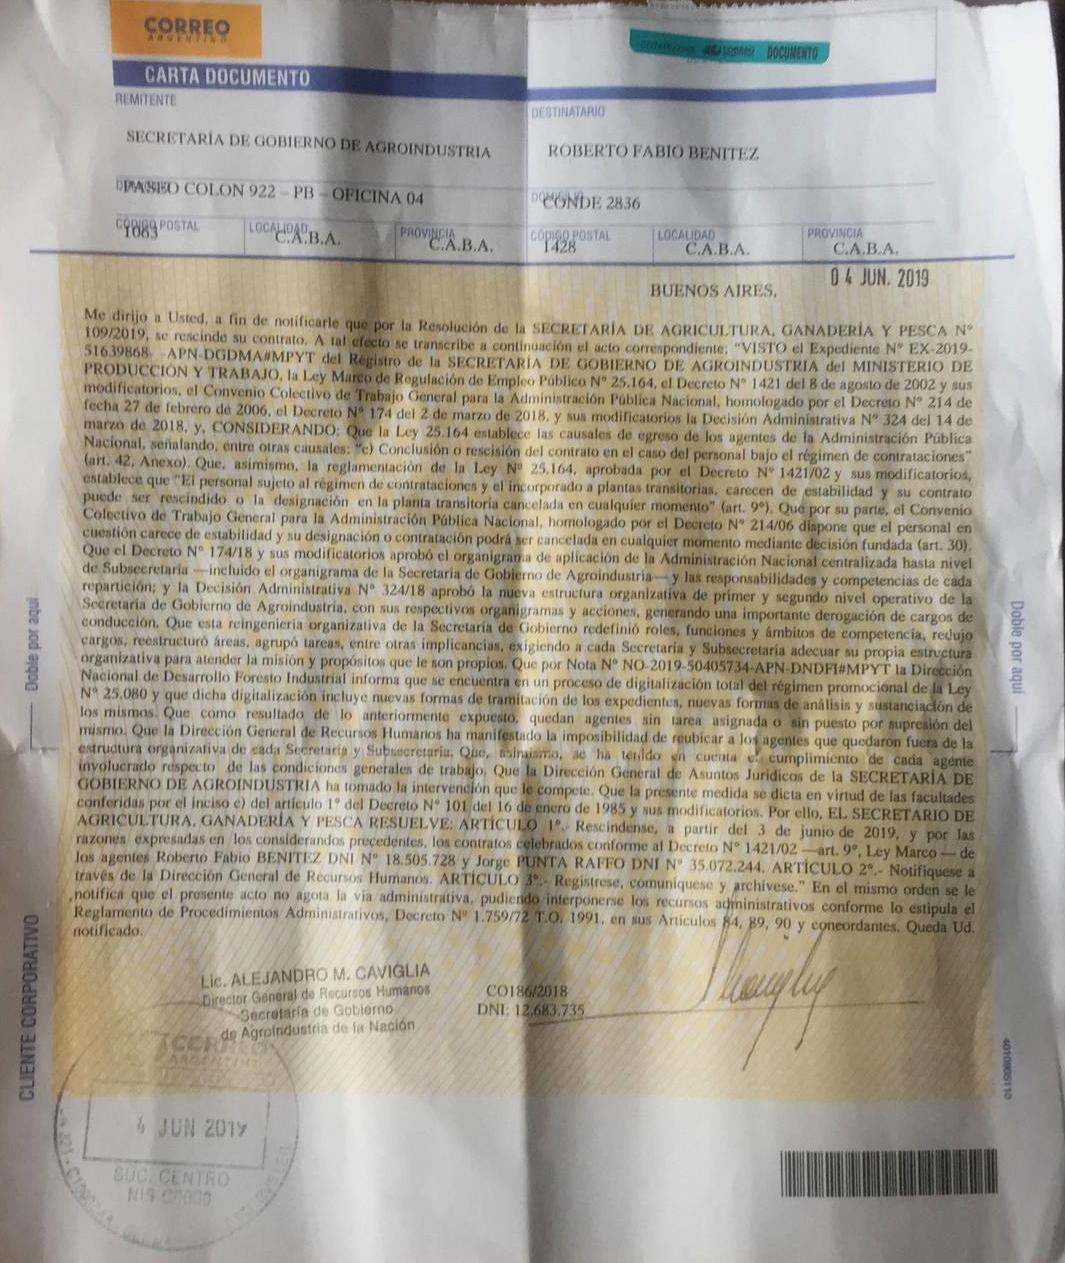 CORREO
ARGENTINO
DOCUMENTO
CARTA DOCUMENTO
REMITENTE
DESTINATARIO
SECRETARÍA DE GOBIERNO DE AGROINDUSTRIA
ROBERTO FABIO BENITEZ
PASEO COLON 922 – PB – OFICINA 04
DOMICILIO
CONDE 2836
CÓDIGO POSTAL
1063
LOCALIDAD
C.A.B.A.
PROVINCIA
C.A.B.A.
CÓDIGO POSTAL
1428
LOCALIDAD
C.A.B.A.
PROVINCIA
C.A.B.A.
BUENOS AIRES,
04 JUN. 2019
Me dirijo a Usted, a fin de notificarle que por la Resolución de la SECRETARÍA DE AGRICULTURA, GANADERÍA Y PESCA N°
109/2019, se rescinde su contrato. A tal efecto se transcribe a continuación el acto correspondiente: "VISTO el Expediente N° EX-2019-
51639868- -APN-DGDMA#MPYT del Registro de la SECRETARÍA DE GOBIERNO DE AGROINDUSTRIA del MINISTERIO DE
PRODUCCIÓN Y TRABAJO, la Ley Marco de Regulación de Empleo Público N° 25.164, el Decreto N° 1421 del 8 de agosto de 2002 y sus
modificatorios, el Convenio Colectivo de Trabajo General para la Administración Pública Nacional, homologado por el Decreto N° 214 de
fecha 27 de febrero de 2006, el Decreto N° 174 del 2 de marzo de 2018, y sus modificatorios la Decisión Administrativa N° 324 del 14 de
marzo de 2018, y, CONSIDERANDO: Que la Ley 25.164 establece las causales de egreso de los agentes de la Administración Pública
Nacional, señalando, entre otras causales: "c) Conclusión o rescisión del contrato en el caso del personal bajo el régimen de contrataciones"
(art. 42, Anexo). Que, asimismo, la reglamentación de la Ley N° 25.164, aprobada por el Decreto N° 1421/02 y sus modificatorios,
establece que "El personal sujeto al régimen de contrataciones y el incorporado a plantas transitorias, carecen de estabilidad y su contrato
puede ser rescindido o la designación en la planta transitoria cancelada en cualquier momento" (art. 9°). Que por su parte, el Convenio
Colectivo de Trabajo General para la Administración Pública Nacional, homologado por el Decreto N° 214/06 dispone que el personal en
cuestión carece de estabilidad y su designación o contratación podrá ser cancelada en cualquier momento mediante decisión fundada (art. 30).
Que el Decreto N° 174/18 y sus modificatorios aprobó el organigrama de aplicación de la Administración Nacional centralizada hasta nivel
de Subsecretaría —incluido el organigrama de la Secretaría de Gobierno de Agroindustria— y las responsabilidades y competencias de cada
repartición; y la Decisión Administrativa N° 324/18 aprobó la nueva estructura organizativa de primer y segundo nivel operativo de la
Secretaría de Gobierno de Agroindustria, con sus respectivos organigramas y acciones, generando una importante derogación de cargos de
conducción. Que esta reingeniería organizativa de la Secretaría de Gobierno redefinió roles, funciones y ámbitos de competencia, redujo
cargos, reestructuró áreas, agrupó tareas, entre otras implicancias, exigiendo a cada Secretaría y Subsecretaría adecuar su propia estructura
organizativa para atender la misión y propósitos que le son propios. Que por Nota N° NO-2019-50405734-APN-DNDFI#MPYT la Dirección
Nacional de Desarrollo Foresto Industrial informa que se encuentra en un proceso de digitalización total del régimen promocional de la Ley
N° 25.080 y que dicha digitalización incluye nuevas formas de tramitación de los expedientes, nuevas formas de análisis y sustanciación de
los mismos. Que como resultado de lo anteriormente expuesto, quedan agentes sin tarea asignada o sin puesto por supresión del
mismo. Que la Dirección General de Recursos Humanos ha manifestado la imposibilidad de reubicar a los agentes que quedaron fuera de la
estructura organizativa de cada Secretaría y Subsecretaría. Que, asimismo, se ha tenido en cuenta el cumplimiento de cada agente
involucrado respecto de las condiciones generales de trabajo. Que la Dirección General de Asuntos Jurídicos de la SECRETARÍA DE
GOBIERNO DE AGROINDUSTRIA ha tomado la intervención que le compete. Que la presente medida se dicta en virtud de las facultades
conferidas por el inciso c) del artículo 1° del Decreto N° 101 del 16 de enero de 1985 y sus modificatorios. Por ello, EL SECRETARIO DE
AGRICULTURA, GANADERÍA Y PESCA RESUELVE: ARTÍCULO 1°.- Rescíndense, a partir del 3 de junio de 2019, y por las
razones expresadas en los considerandos precedentes, los contratos celebrados conforme al Decreto N° 1421/02 —art. 9°, Ley Marco — de
los agentes Roberto Fabio BENITEZ DNI N° 18.505.728 y Jorge PUNTA RAFFO DNI N° 35.072.244. ARTÍCULO 2°.- Notifíquese a
través de la Dirección General de Recursos Humanos. ARTÍCULO 3°.- Regístrese, comuníquese y archívese." En el mismo orden se le
notifica que el presente acto no agota la vía administrativa, pudiendo interponerse los recursos administrativos conforme lo estipula el
Reglamento de Procedimientos Administrativos, Decreto N° 1.759/72 T.O. 1991, en sus Artículos 84, 89, 90 y concordantes. Queda Ud.
notificado.
Lic. ALEJANDRO M. CAVIGLIA
Director General de Recursos Humanos
Secretaría de Gobierno
de Agroindustria de la Nación
CO186/2018
DNI: 12.683.735
CORREO
ARGENTINO
4 JUN 2019
SUC. CENTRO
Doble por aquí
CLIENTE CORPORATIVO
Doble por aquí